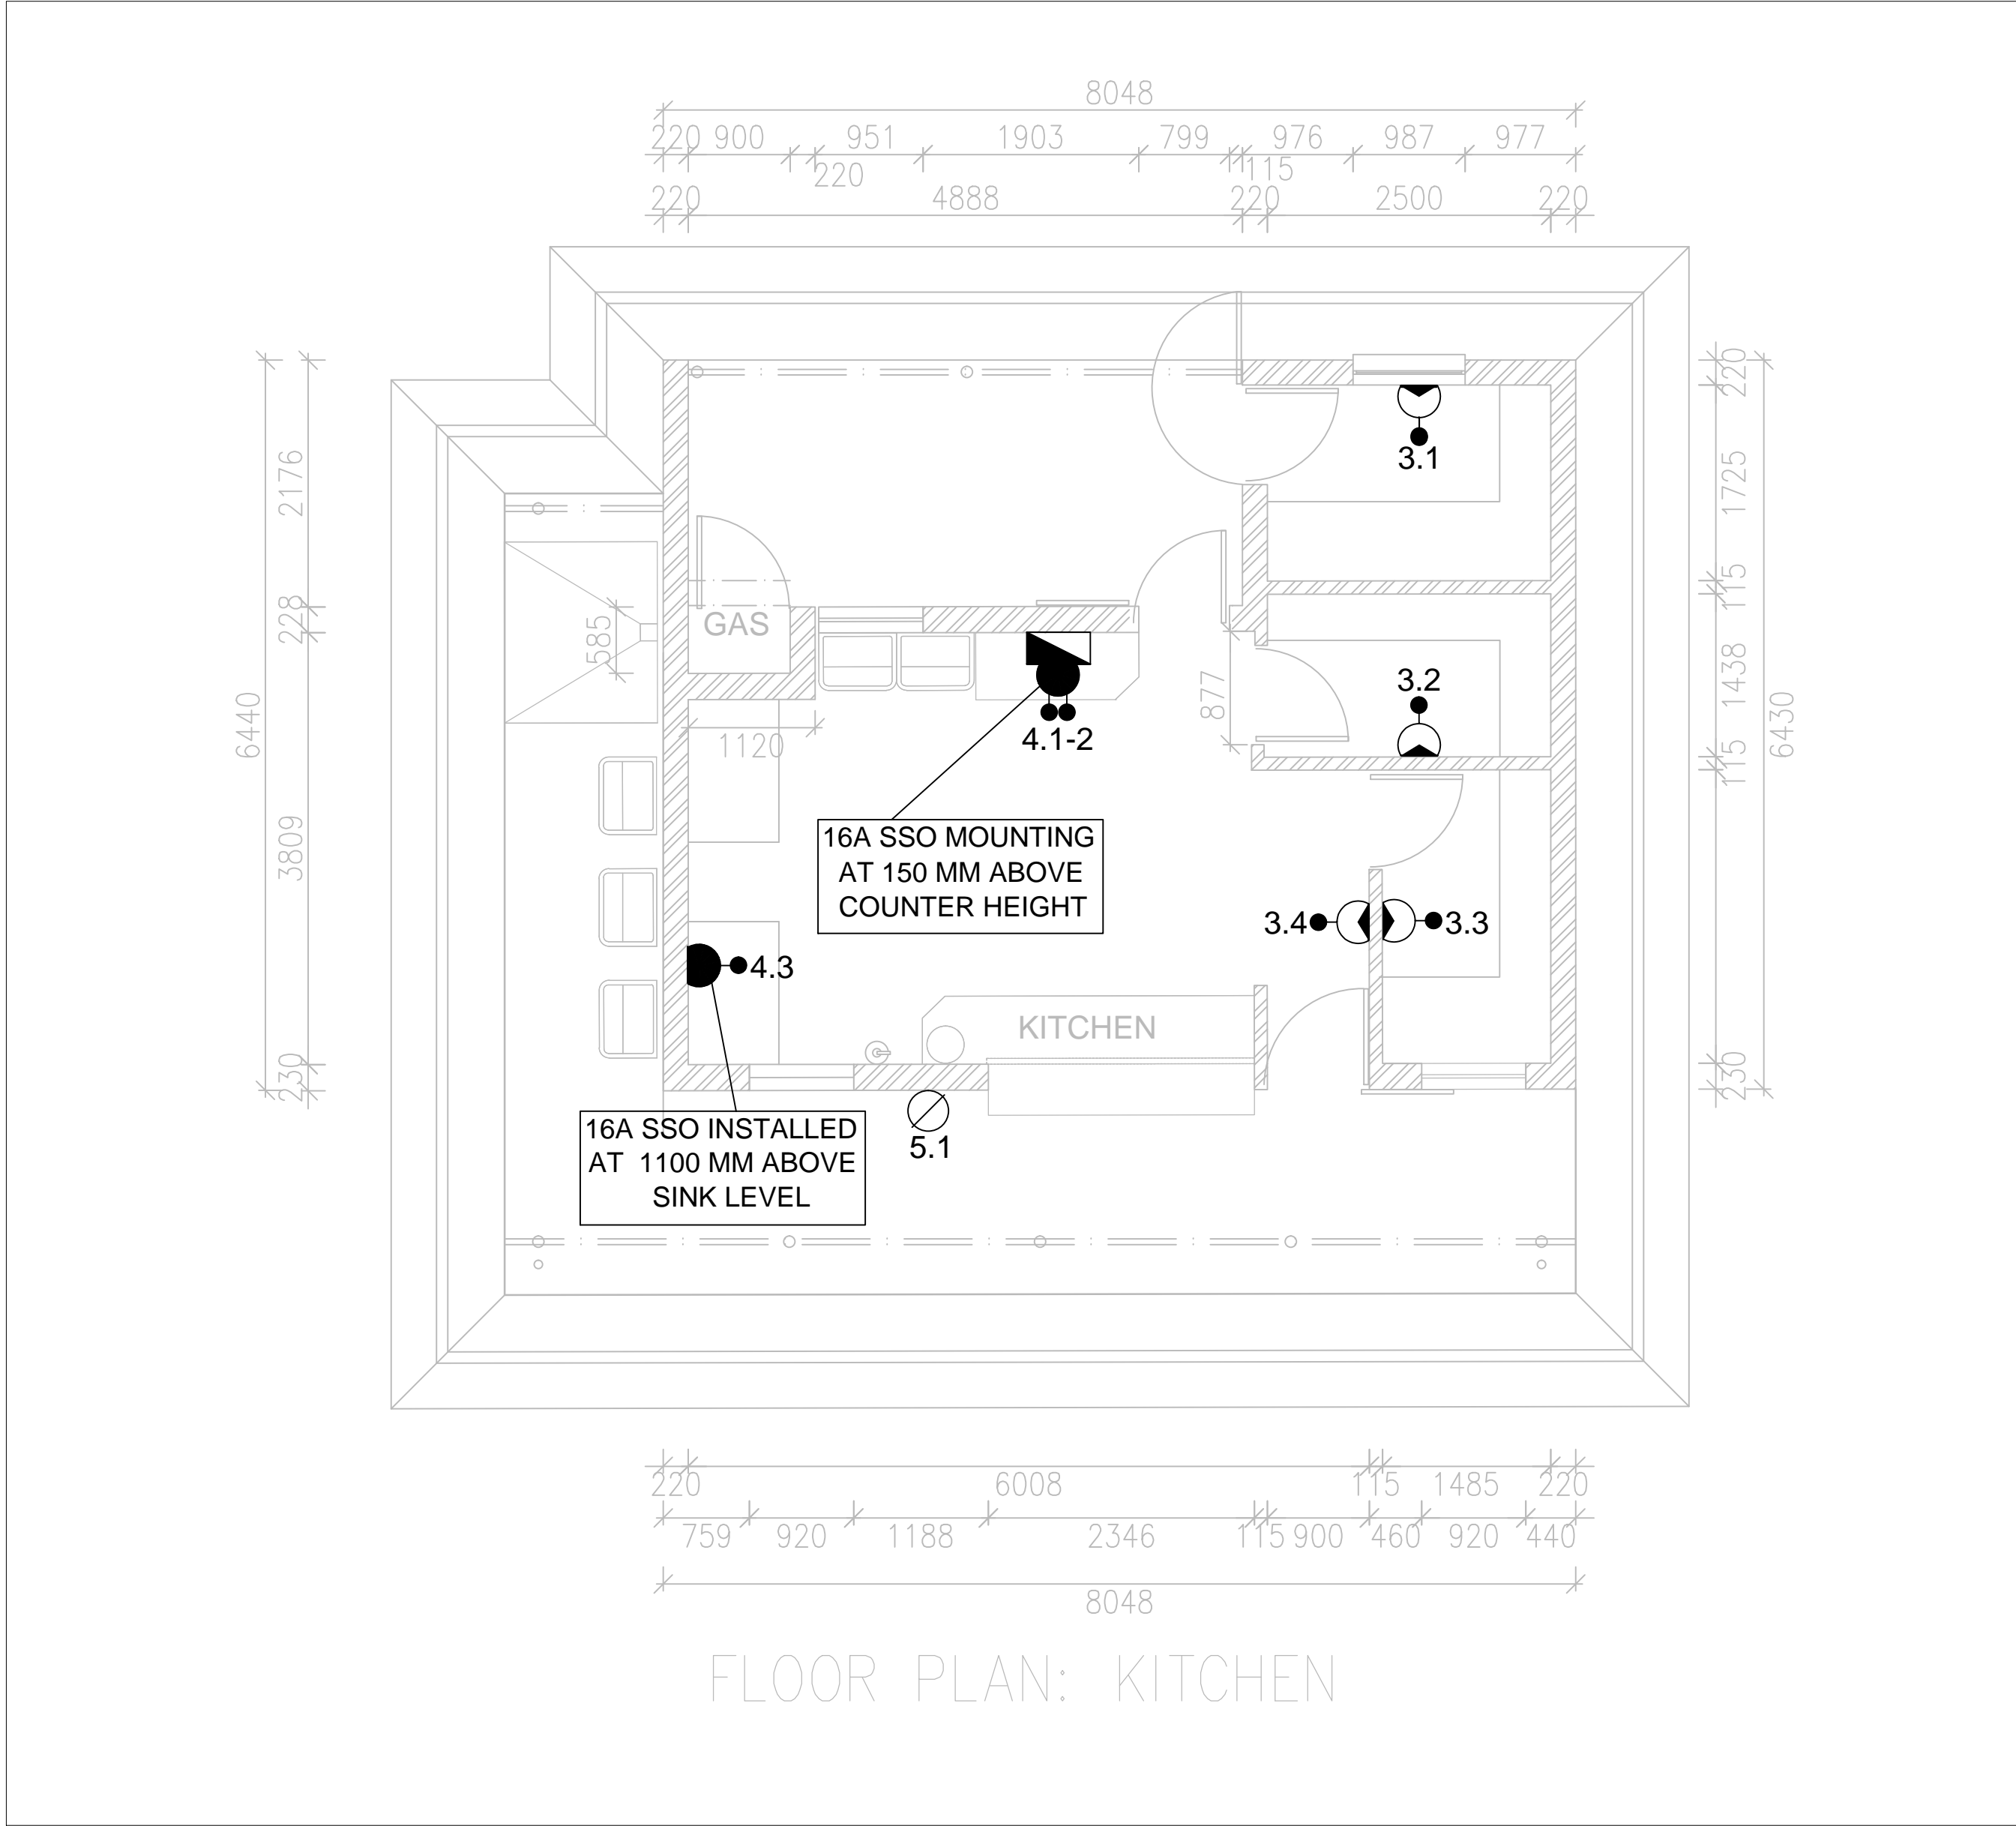 8048
220 900 951 1903 799 976 987 977
220 115
220 4888 220 2500 220
220
3.1
2176
1725
228
115
585
GAS
3.2
1438
877
6440
6430
4.1-2
1120
115
3809
16A SSO MOUNTING
AT 150 MM ABOVE
COUNTER HEIGHT
3.4 3.3
4.3
KITCHEN
230
230
16A SSO INSTALLED
AT 1100 MM ABOVE
SINK LEVEL
5.1
220 6008 115 1485 220
759 920 1188 2346 115 900 460 920 440
8048
FLOOR PLAN: KITCHEN